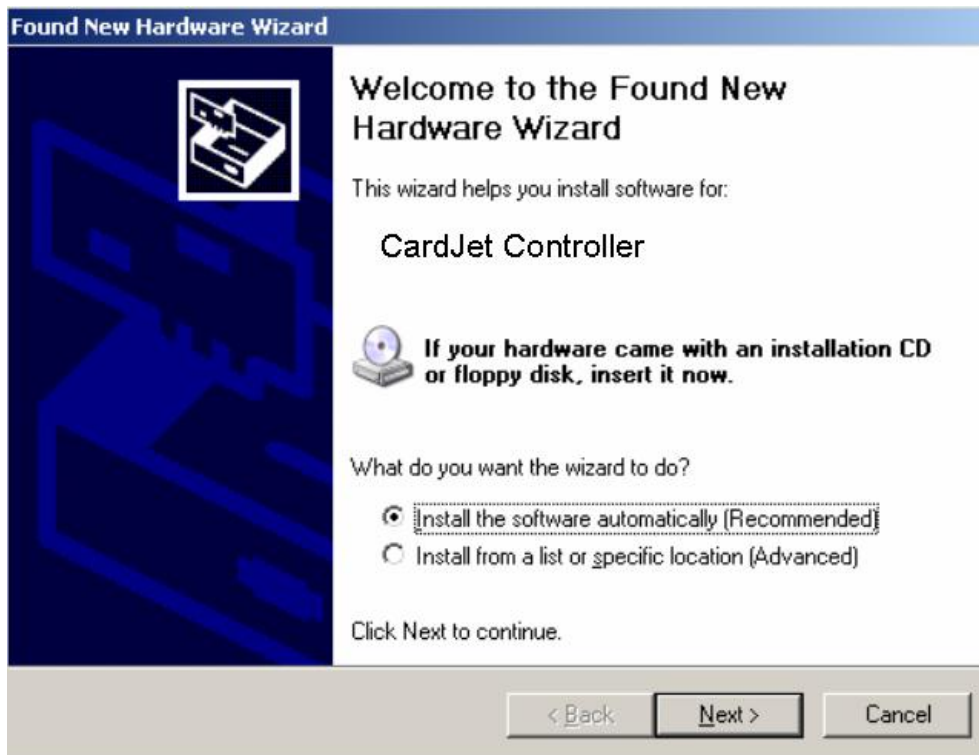 Found New Hardware Wizard
Welcome to the Found New
Hardware Wizard
This wizard helps you install software for:
CardJet Controller
If your hardware came with an installation CD
or floppy disk, insert it now.
What do you want the wizard to do?
Install the software automatically (Recommended)
Install from a list or specific location (Advanced)
Click Next to continue.
< Back Next > Cancel